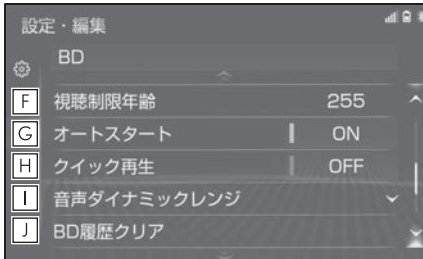 設定・編集
BD
F 視聴制限年齢 255
G オートスタート ON
H クイック再生 OFF
I 音声ダイナミックレンジ
J BD履歴クリア